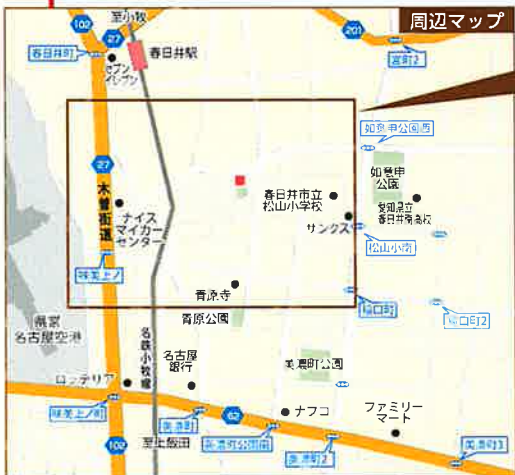 周辺マップ
至小牧
102
27
201
春日井町
春日井駅
セブン
イレブン
宮町2
如意申公園西
27
木曽街道
ナイス
マイカー
センター
春日井市立
松山小学校
如意申
公園
愛知県立
春日井南高校
サンクス
松山小南
味美上ノ
稲口町
稲口町2
青原寺
青原公園
県営
名古屋空港
名鉄小牧線
名古屋
銀行
美濃町公園
ロッテリア
味美上ノ町
美濃町
62
美濃町公園南
ナフコ
ファミリー
マート
102
至上飯田
美濃町2
美濃町3